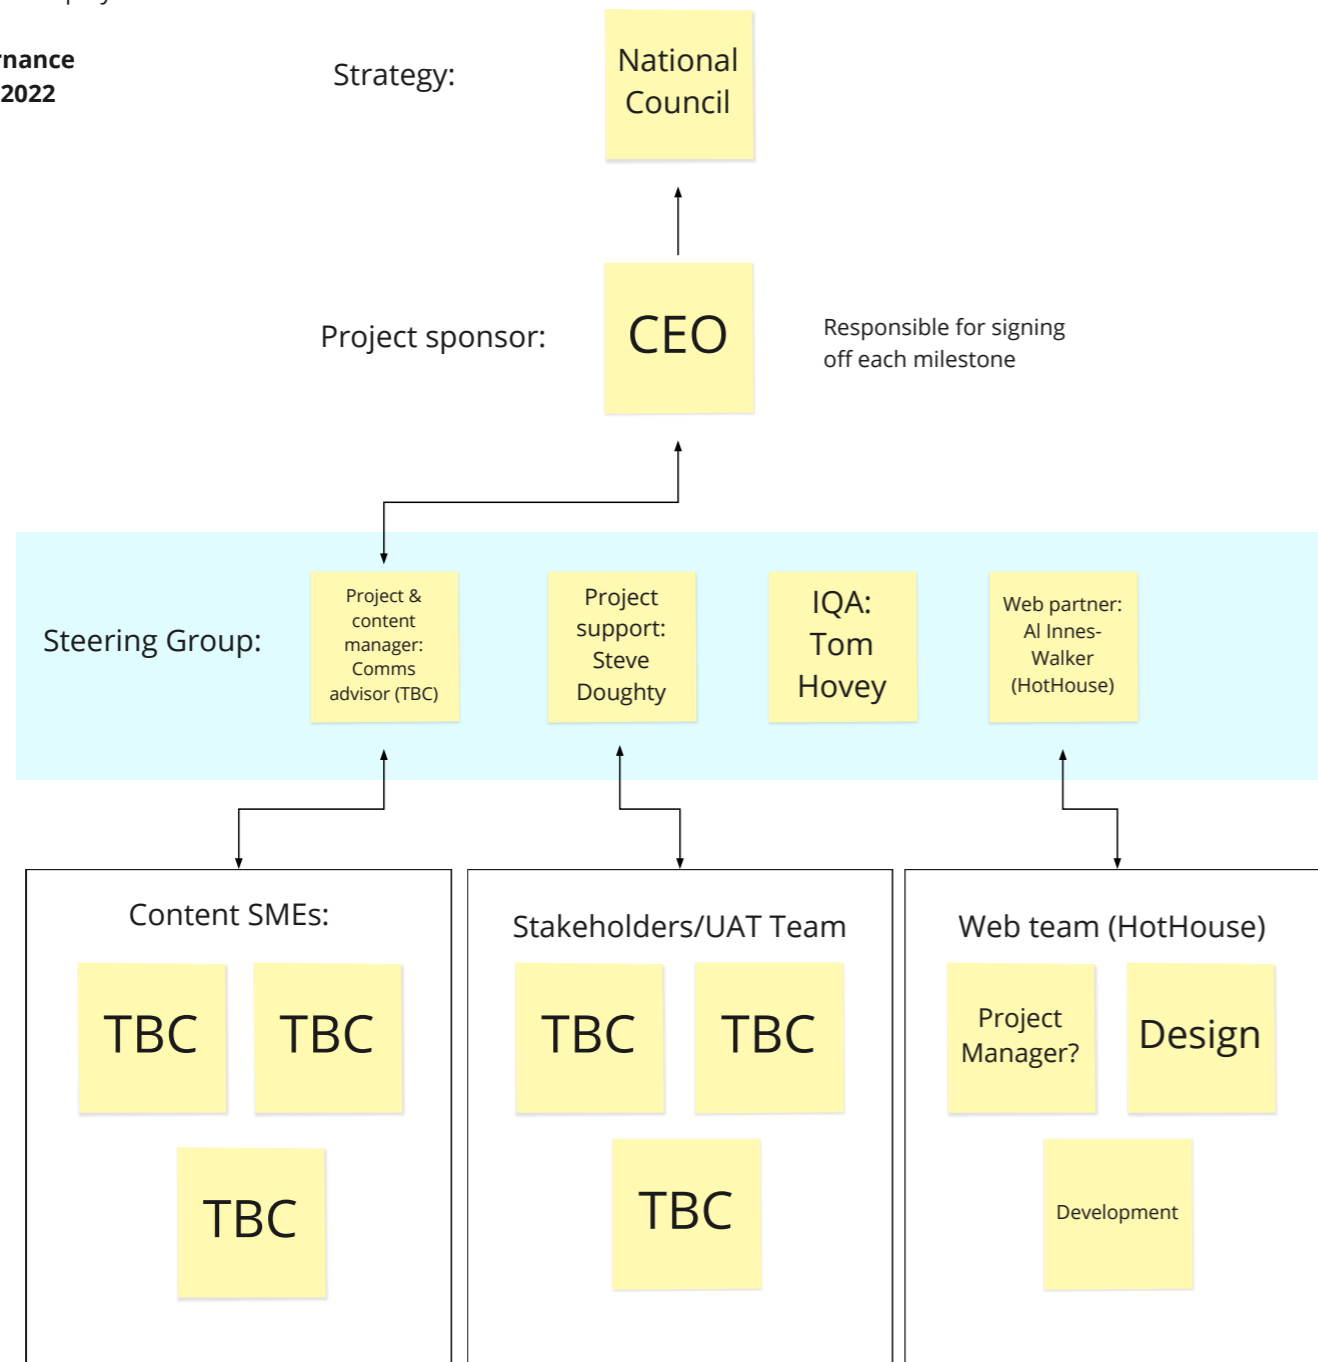 2022
Strategy:
National
Council
Project sponsor:
CEO
Responsible for signing
off each milestone
Steering Group:
Project &
content
manager:
Comms
advisor (TBC)
Project
support:
Steve
Doughty
IQA:
Tom
Hovey
Web partner:
Al Innes-
Walker
(HotHouse)
Content SMEs:
TBC
TBC
TBC
Stakeholders/UAT Team
TBC
TBC
TBC
Web team (HotHouse)
Project
Manager?
Design
Development